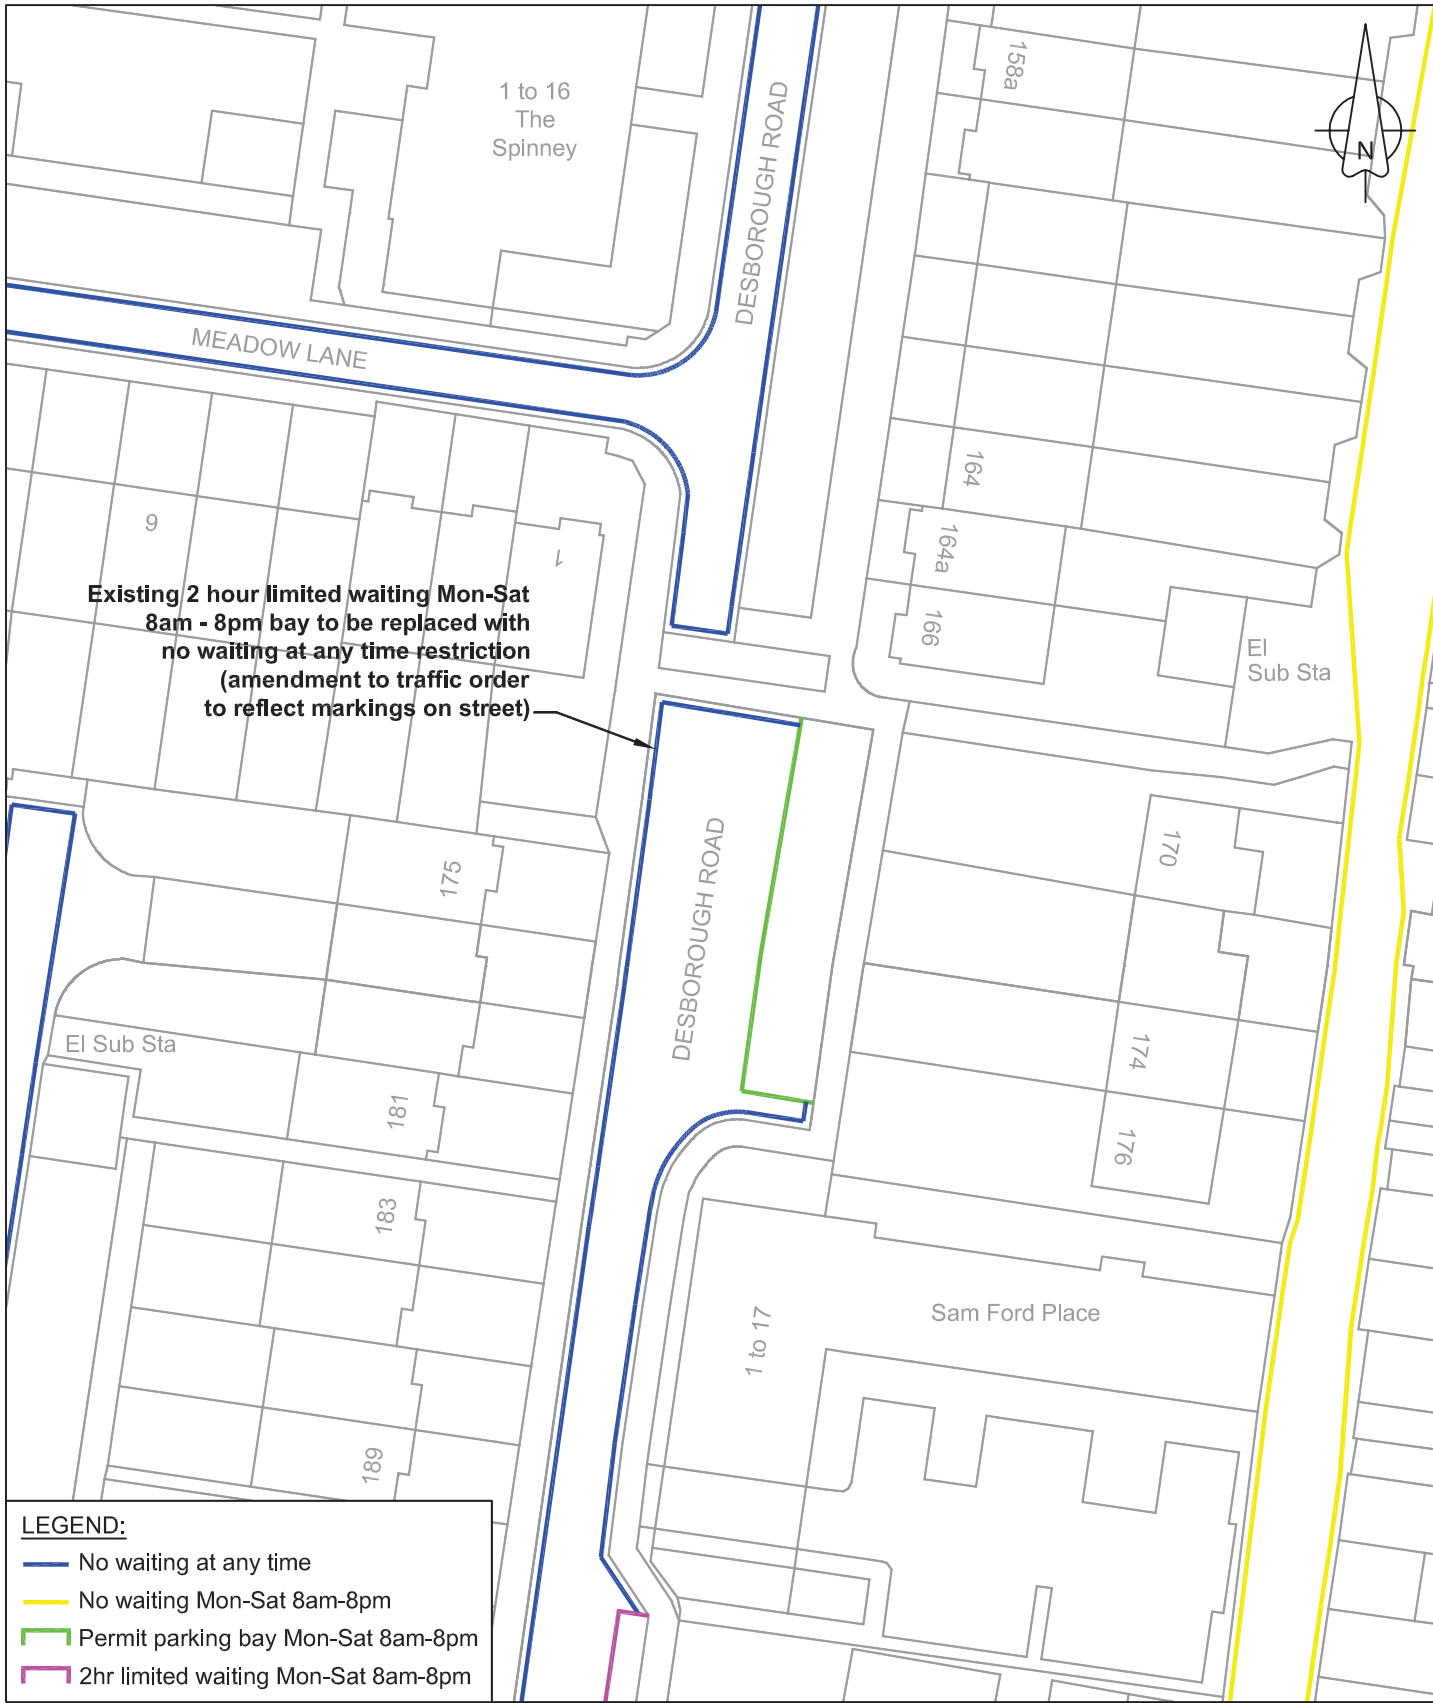 1 to 16
The
Spinney
DESBOROUGH ROAD
158a
N
MEADOW LANE
164
9
164a
1
166
Existing 2 hour limited waiting Mon-Sat
8am - 8pm bay to be replaced with
no waiting at any time restriction
(amendment to traffic order
to reflect markings on street)
El
Sub Sta
DESBOROUGH ROAD
170
175
El Sub Sta
174
181
176
183
1 to 17
Sam Ford Place
189
LEGEND:
No waiting at any time
No waiting Mon-Sat 8am-8pm
Permit parking bay Mon-Sat 8am-8pm
2hr limited waiting Mon-Sat 8am-8pm